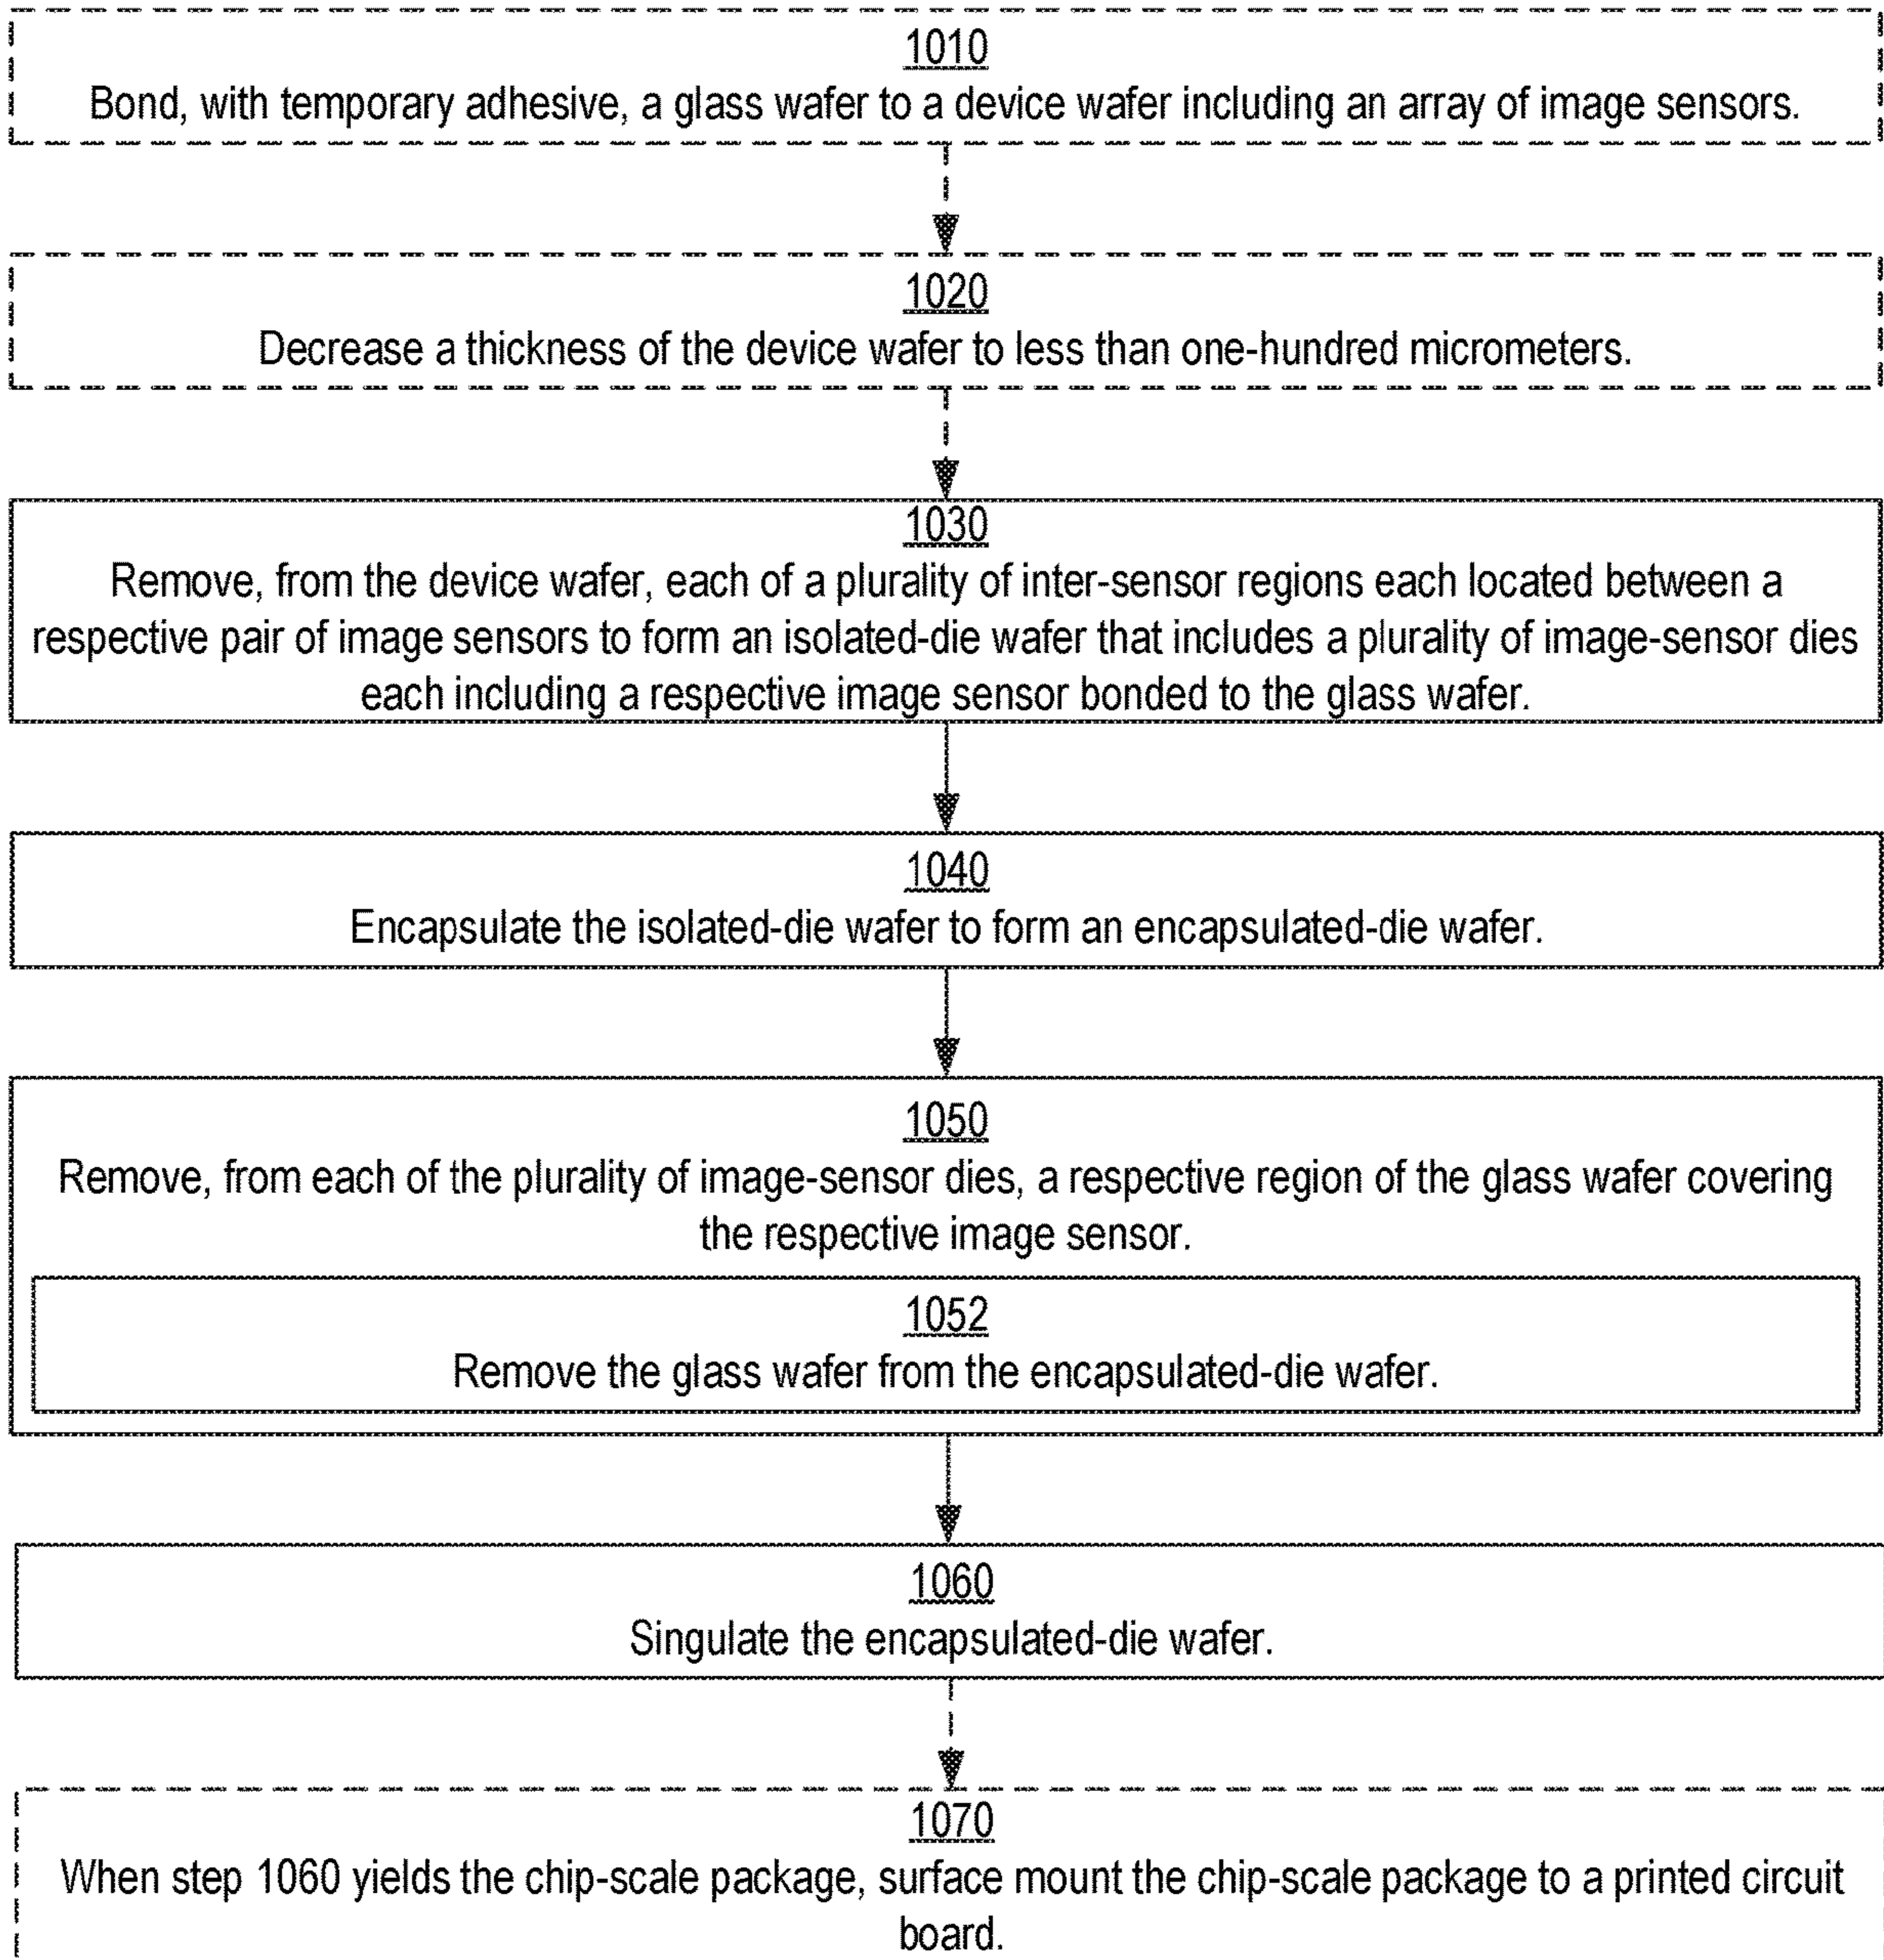 1010
Bond, with temporary adhesive, a glass wafer to a device wafer including an array of image sensors.
1020
Decrease a thickness of the device wafer to less than one-hundred micrometers.
1030
Remove, from the device wafer, each of a plurality of inter-sensor regions each located between a
respective pair of image sensors to form an isolated-die wafer that includes a plurality of image-sensor dies
each including a respective image sensor bonded to the glass wafer.
1040
Encapsulate the isolated-die wafer to form an encapsulated-die wafer.
1050
Remove, from each of the plurality of image-sensor dies, a respective region of the glass wafer covering
the respective image sensor.
1052
Remove the glass wafer from the encapsulated-die wafer.
1060
Singulate the encapsulated-die wafer.
1070
When step 1060 yields the chip-scale package, surface mount the chip-scale package to a printed circuit
board.